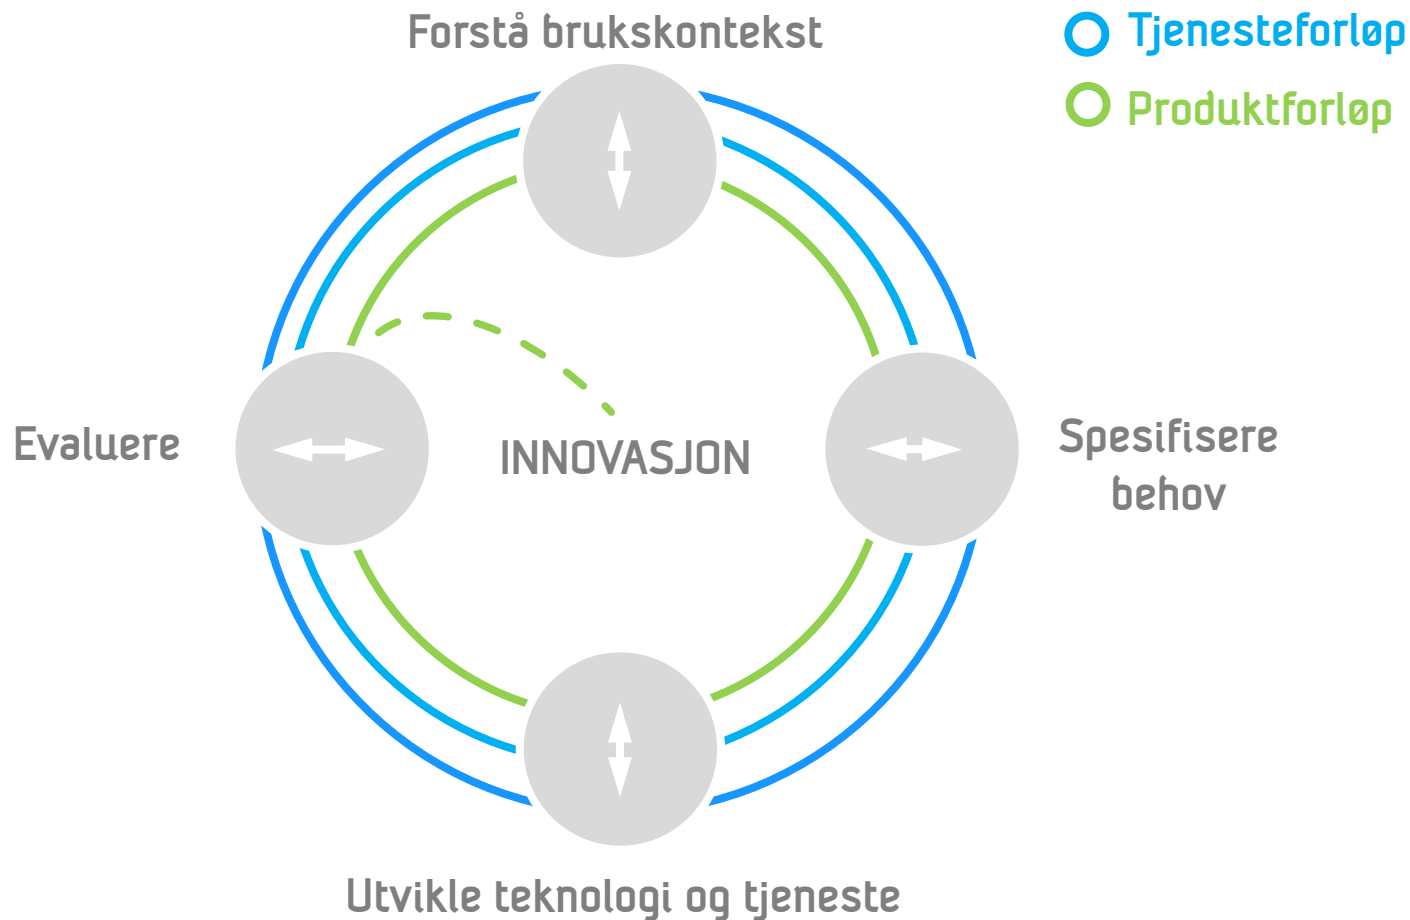 Forstå brukskontekst
Tjenesteforløp
Produktforløp
Evaluere
INNOVASJON
Spesifisere
behov
Utvikle teknologi og tjeneste